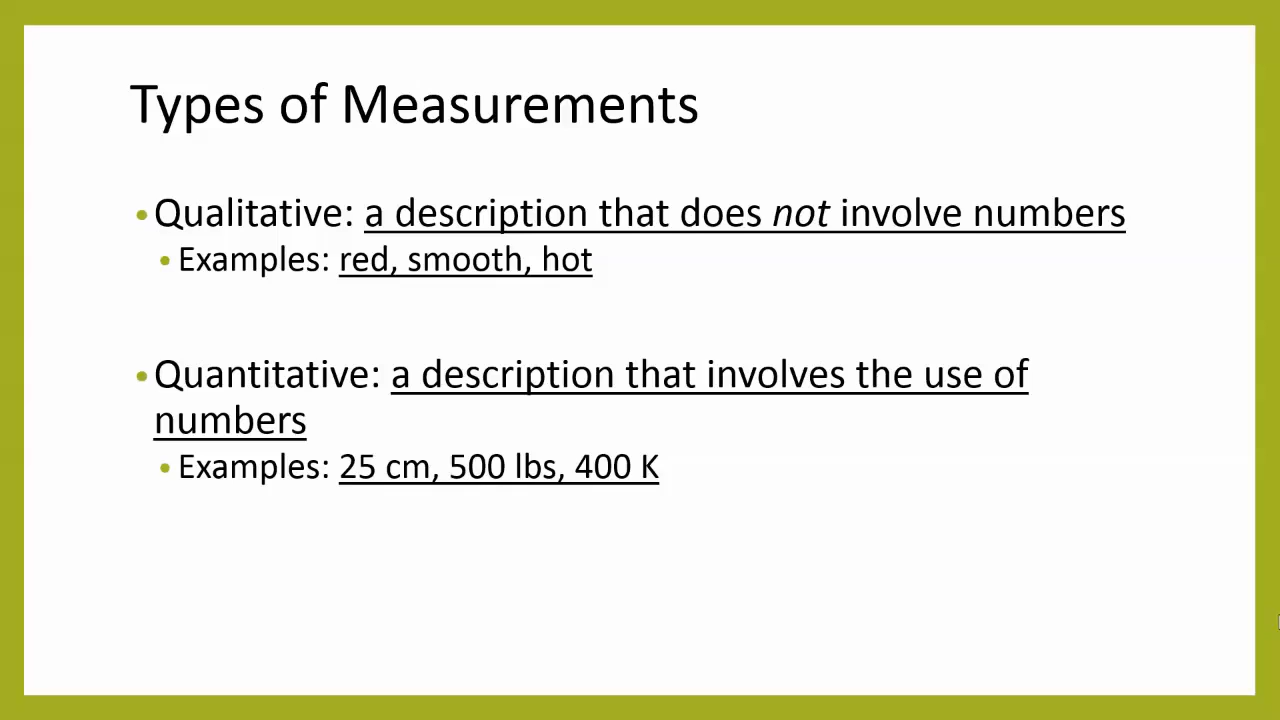 Types of Measurements
• Qualitative: a description that does not involve numbers
• Examples: red, smooth, hot
• Quantitative: a description that involves the use of
numbers
• Examples: 25 cm, 500 lbs, 400 K